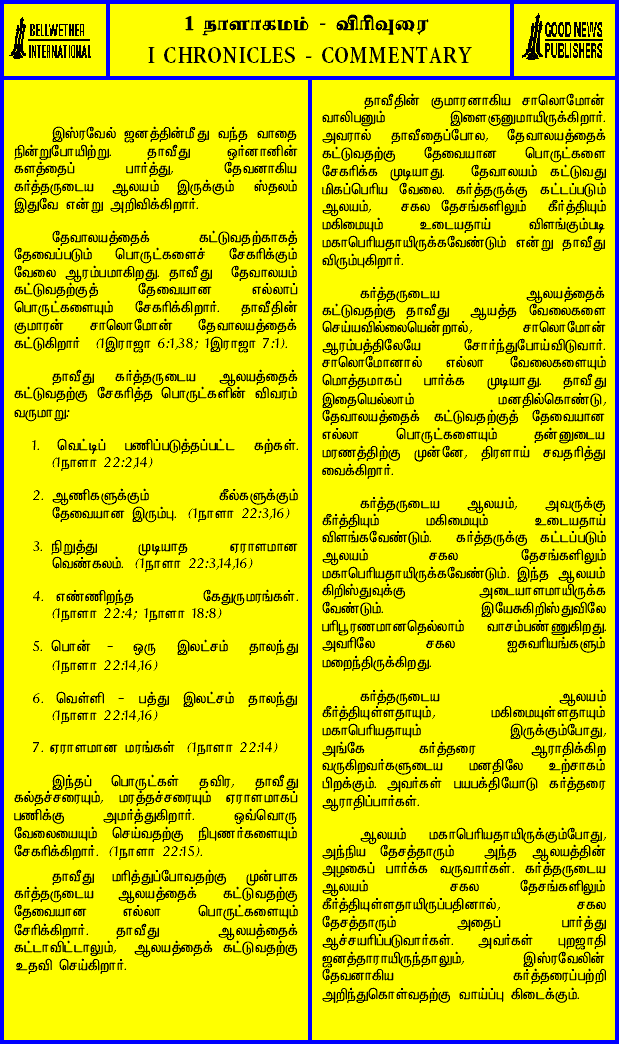 BELLWETHER
INTERNATIONAL
1 நாளாகமம் - விரிவுரை
I CHRONICLES - COMMENTARY
GOOD NEWS
PUBLISHERS
இஸ்ரவேல் ஜனத்தின்மீது வந்த வாதை
நின்றுபோயிற்று. தாவீது ஒர்னானின்
களத்தைப் பார்த்து, தேவனாகிய
கர்த்தருடைய ஆலயம் இருக்கும் ஸ்தலம்
இதுவே என்று அறிவிக்கிறார்.
தேவாலயத்தைக் கட்டுவதற்காகத்
தேவைப்படும் பொருட்களைச் சேகரிக்கும்
வேலை ஆரம்பமாகிறது. தாவீது தேவாலயம்
கட்டுவதற்குத் தேவையான எல்லாப்
பொருட்களையும் சேகரிக்கிறார். தாவீதின்
குமாரன் சாலொமோன் தேவாலயத்தைக்
கட்டுகிறார் (1இராஜா 6:1,38; 1இராஜா 7:1).
தாவீது கர்த்தருடைய ஆலயத்தைக்
கட்டுவதற்கு சேகரித்த பொருட்களின் விவரம்
வருமாறு:
1. வெட்டிப் பணிப்படுத்தப்பட்ட கற்கள்.
(1நாளா 22:2,14)
2. ஆணிகளுக்கும் கீல்களுக்கும்
தேவையான இரும்பு. (1நாளா 22:3,16)
3. நிறுத்து முடியாத ஏராளமான
வெண்கலம். (1நாளா 22:3,14,16)
4. எண்ணிறந்த கேதுருமரங்கள்.
(1நாளா 22:4; 1நாளா 18:8)
5. பொன் - ஒரு இலட்சம் தாலந்து
(1நாளா 22:14,16)
6. வெள்ளி - பத்து இலட்சம் தாலந்து
(1நாளா 22:14,16)
7. ஏராளமான மரங்கள் (1நாளா 22:14)
இந்தப் பொருட்கள் தவிர, தாவீது
கல்தச்சரையும், மரத்தச்சரையும் ஏராளமாகப்
பணிக்கு அமர்த்துகிறார். ஒவ்வொரு
வேலையையும் செய்வதற்கு நிபுணர்களையும்
சேகரிக்கிறார். (1நாளா 22:15).
தாவீது மரித்துப்போவதற்கு முன்பாக
கர்த்தருடைய ஆலயத்தைக் கட்டுவதற்கு
தேவையான எல்லா பொருட்களையும்
சேரிக்கிறார். தாவீது ஆலயத்தைக்
கட்டாவிட்டாலும், ஆலயத்தைக் கட்டுவதற்கு
உதவி செய்கிறார்.
தாவீதின் குமாரனாகிய சாலொமோன்
வாலிபனும் இளைஞனுமாயிருக்கிறார்.
அவரால் தாவீதைப்போல, தேவாலயத்தைக்
கட்டுவதற்கு தேவையான பொருட்களை
சேகரிக்க முடியாது. தேவாலயம் கட்டுவது
மிகப்பெரிய வேலை. கர்த்தருக்கு கட்டப்படும்
ஆலயம், சகல தேசங்களிலும் கீர்த்தியும்
மகிமையும் உடையதாய் விளங்கும்படி
மகாபெரியதாயிருக்கவேண்டும் என்று தாவீது
விரும்புகிறார்.
கர்த்தருடைய ஆலயத்தைக்
கட்டுவதற்கு தாவீது ஆயத்த வேலைகளை
செய்யவில்லையென்றால், சாலொமோன்
ஆரம்பத்திலேயே சோர்ந்துபோய்விடுவார்.
சாலொமோனால் எல்லா வேலைகளையும்
மொத்தமாகப் பார்க்க முடியாது. தாவீது
இதையெல்லாம் மனதில்கொண்டு,
தேவாலயத்தைக் கட்டுவதற்குத் தேவையான
எல்லா பொருட்களையும் தன்னுடைய
மரணத்திற்கு முன்னே, திரளாய் சவதரித்து
வைக்கிறார்.
கர்த்தருடைய ஆலயம், அவருக்கு
கீர்த்தியும் மகிமையும் உடையதாய்
விளங்கவேண்டும். கர்த்தருக்கு கட்டப்படும்
ஆலயம் சகல தேசங்களிலும்
மகாபெரியதாயிருக்கவேண்டும். இந்த ஆலயம்
கிறிஸ்துவுக்கு அடையாளமாயிருக்க
வேண்டும். இயேசுகிறிஸ்துவிலே
பரிபூரணமானதெல்லாம் வாசம்பண்ணுகிறது.
அவரிலே சகல ஐசுவரியங்களும்
மறைந்திருக்கிறது.
கர்த்தருடைய ஆலயம்
கீர்த்தியுள்ளதாயும், மகிமையுள்ளதாயும்
மகாபெரியதாயும் இருக்கும்போது,
அங்கே கர்த்தரை ஆராதிக்கிற
வருகிறவர்களுடைய மனதிலே உற்சாகம்
பிறக்கும். அவர்கள் பயபக்தியோடு கர்த்தரை
ஆராதிப்பார்கள்.
ஆலயம் மகாபெரியதாயிருக்கும்போது,
அந்நிய தேசத்தாரும் அந்த ஆலயத்தின்
அழகைப் பார்க்க வருவார்கள். கர்த்தருடைய
ஆலயம் சகல தேசங்களிலும்
கீர்த்தியுள்ளதாயிருப்பதினால், சகல
தேசத்தாரும் அதைப் பார்த்து
ஆச்சயரிப்படுவார்கள். அவர்கள் புறஜாதி
ஜனத்தாராயிருந்தாலும், இஸ்ரவேலின்
தேவனாகிய கர்த்தரைப்பற்றி
அறிந்துகொள்வதற்கு வாய்ப்பு கிடைக்கும்.